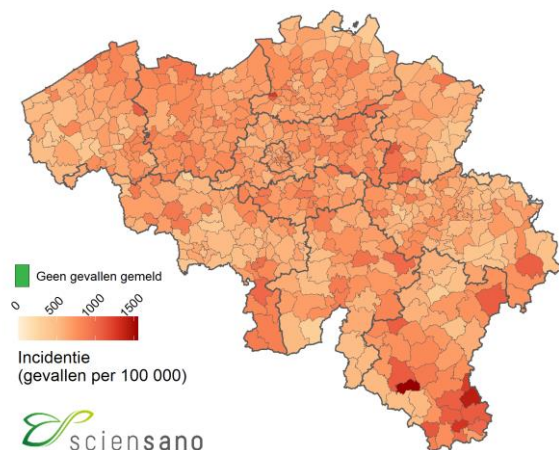 Geen gevallen gemeld
0 500 1000 1500
Incidentie
(gevallen per 100 000)
sciensano